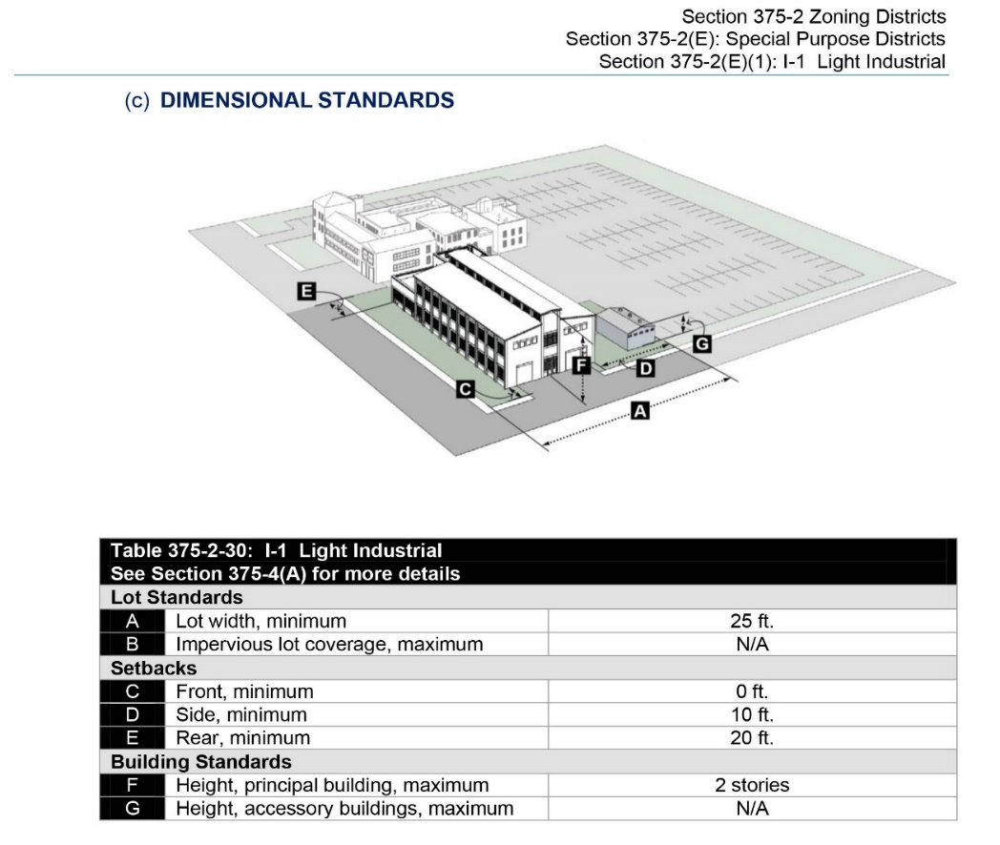 Section 375-2 Zoning Districts
Section 375-2(E): Special Purpose Districts
Section 375-2(E)(1): I-1 Light Industrial
(c) DIMENSIONAL STANDARDS
E
G
F
D
C
A
Table 375-2-30: I-1 Light Industrial
See Section 375-4(A) for more details
Lot Standards
A Lot width, minimum 25 ft.
B Impervious lot coverage, maximum N/A
Setbacks
C Front, minimum 0 ft.
D Side, minimum 10 ft.
E Rear, minimum 20 ft.
Building Standards
F Height, principal building, maximum 2 stories
G Height, accessory buildings, maximum N/A